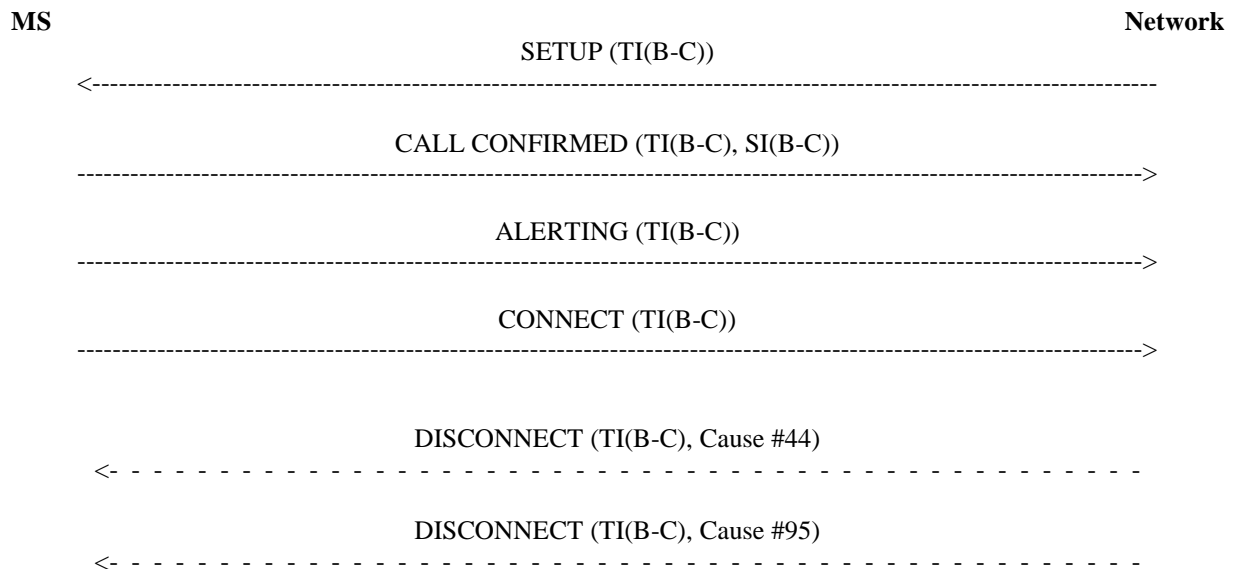 MS Network
SETUP (TI(B-C))
<-----------------------------------------------------------------------------------------------------------------------
CALL CONFIRMED (TI(B-C), SI(B-C))
----------------------------------------------------------------------------------------------------------------------->
ALERTING (TI(B-C))
----------------------------------------------------------------------------------------------------------------------->
CONNECT (TI(B-C))
----------------------------------------------------------------------------------------------------------------------->
DISCONNECT (TI(B-C), Cause #44)
<- - - - - - - - - - - - - - - - - - - - - - - - - - - - - - - - - - - - - - - - - - - - - - -
DISCONNECT (TI(B-C), Cause #95)
<- - - - - - - - - - - - - - - - - - - - - - - - - - - - - - - - - - - - - - - - - - - - - - -